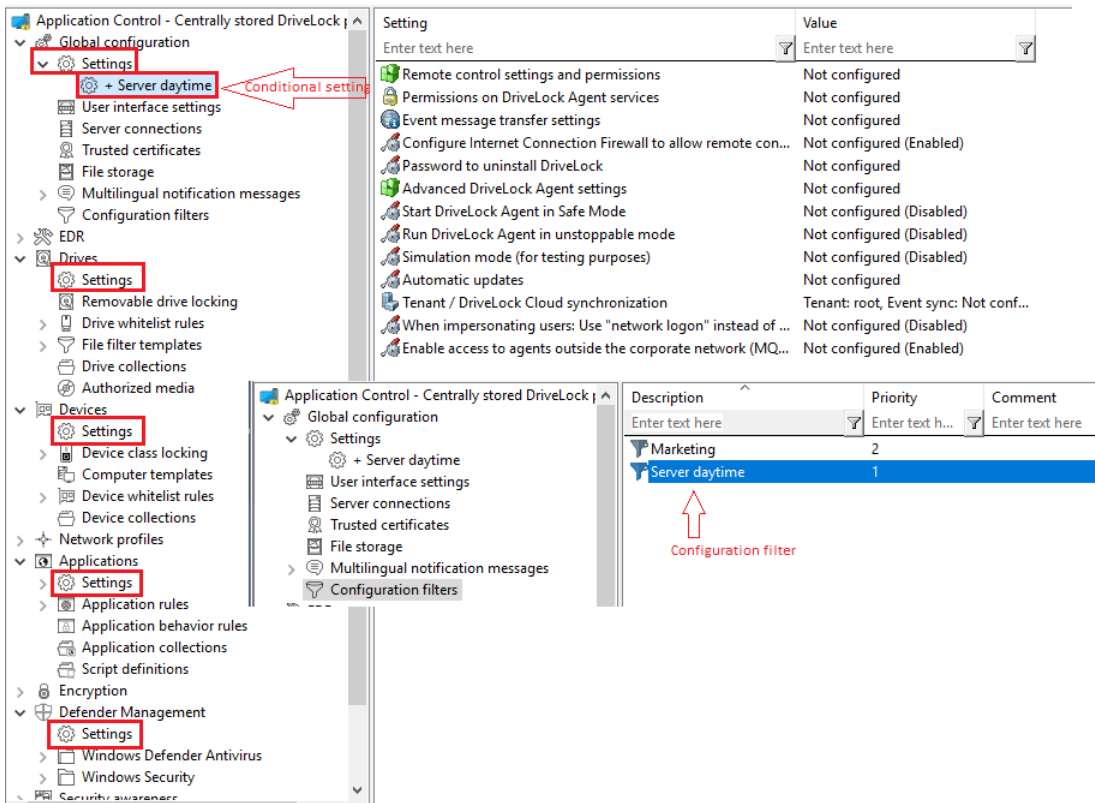 Application Control - Centrally stored DriveLock p
Global configuration
Settings
+ Server daytime
Conditional setting
User interface settings
Server connections
Trusted certificates
File storage
Multilingual notification messages
Configuration filters
EDR
Drives
Settings
Removable drive locking
Drive whitelist rules
File filter templates
Drive collections
Authorized media
Devices
Settings
Device class locking
Computer templates
Device whitelist rules
Device collections
Network profiles
Applications
Settings
Application rules
Application behavior rules
Application collections
Script definitions
Encryption
Defender Management
Settings
Windows Defender Antivirus
Windows Security
Security awareness
Setting Value
Enter text here Enter text here
Remote control settings and permissions Not configured
Permissions on DriveLock Agent services Not configured
Event message transfer settings Not configured
Configure Internet Connection Firewall to allow remote con... Not configured (Enabled)
Password to uninstall DriveLock Not configured
Advanced DriveLock Agent settings Not configured
Start DriveLock Agent in Safe Mode Not configured (Disabled)
Run DriveLock Agent in unstoppable mode Not configured (Disabled)
Simulation mode (for testing purposes) Not configured (Disabled)
Automatic updates Not configured
Tenant / DriveLock Cloud synchronization Tenant: root, Event sync: Not conf...
When impersonating users: Use "network logon" instead of ... Not configured (Disabled)
Enable access to agents outside the corporate network (MQ... Not configured (Enabled)
Application Control - Centrally stored DriveLock p
Global configuration
Settings
+ Server daytime
User interface settings
Server connections
Trusted certificates
File storage
Multilingual notification messages
Configuration filters
Description Priority Comment
Enter text here Enter text h... Enter text here
Marketing 2
Server daytime 1
Configuration filter